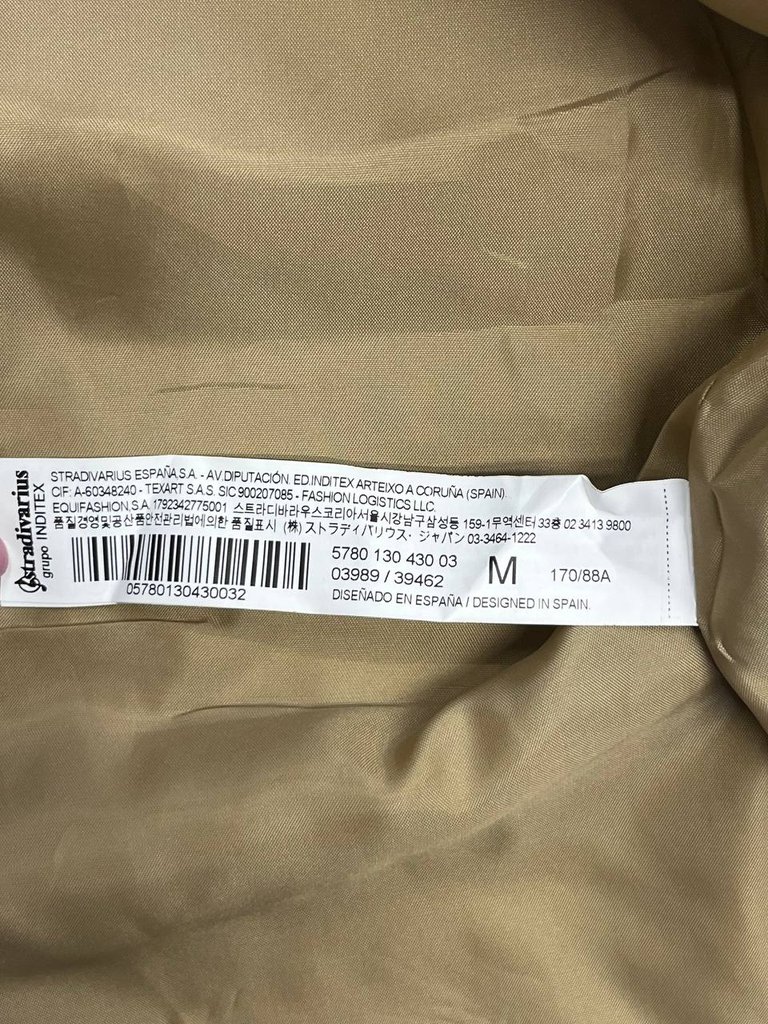 Stradivarius
grupo INDITEX
STRADIVARIUS ESPAÑA,S.A. - AV.DIPUTACIÓN. ED.INDITEX ARTEIXO A CORUÑA (SPAIN).
CIF: A-60348240 - TEXART S.A.S. SIC 900207085 - FASHION LOGISTICS LLC.
EQUIFASHION,S.A. 1792342775001 스트라디바리우스코리아서울시강남구삼성동 159-1무역센터 33층 02 3413 9800
품질경영및공산품안전관리법에의한 품질표시 (株) ストラディバリウス・ジャパン 03-3464-1222
05780130430032
5780 130 430 03
03989 / 39462
M
170/88A
DISEÑADO EN ESPAÑA / DESIGNED IN SPAIN.